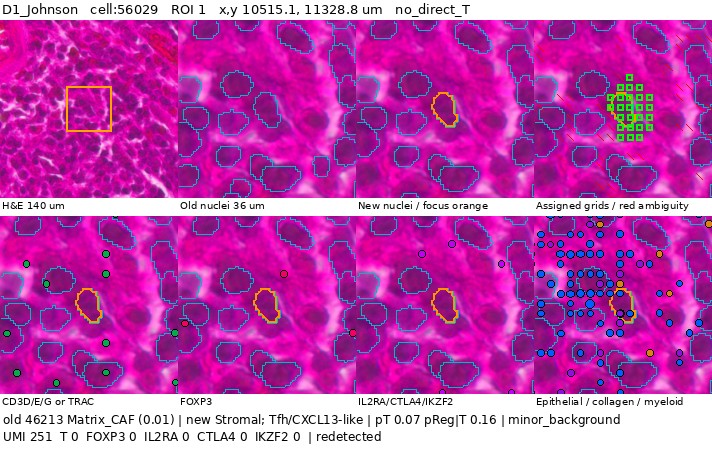 D1_Johnson cell:56029 ROI 1 x,y 10515.1, 11328.8 um no_direct_T
H&E 140 um
Old nuclei 36 um
New nuclei / focus orange
Assigned grids / red ambiguity
CD3D/E/G or TRAC
FOXP3
IL2RA/CTLA4/IKZF2
Epithelial / collagen / myeloid
old 46213 Matrix_CAF (0.01) | new Stromal; Tfh/CXCL13-like | pT 0.07 pReg|T 0.16 | minor_background
UMI 251 T 0 FOXP3 0 IL2RA 0 CTLA4 0 IKZF2 0 | redetected